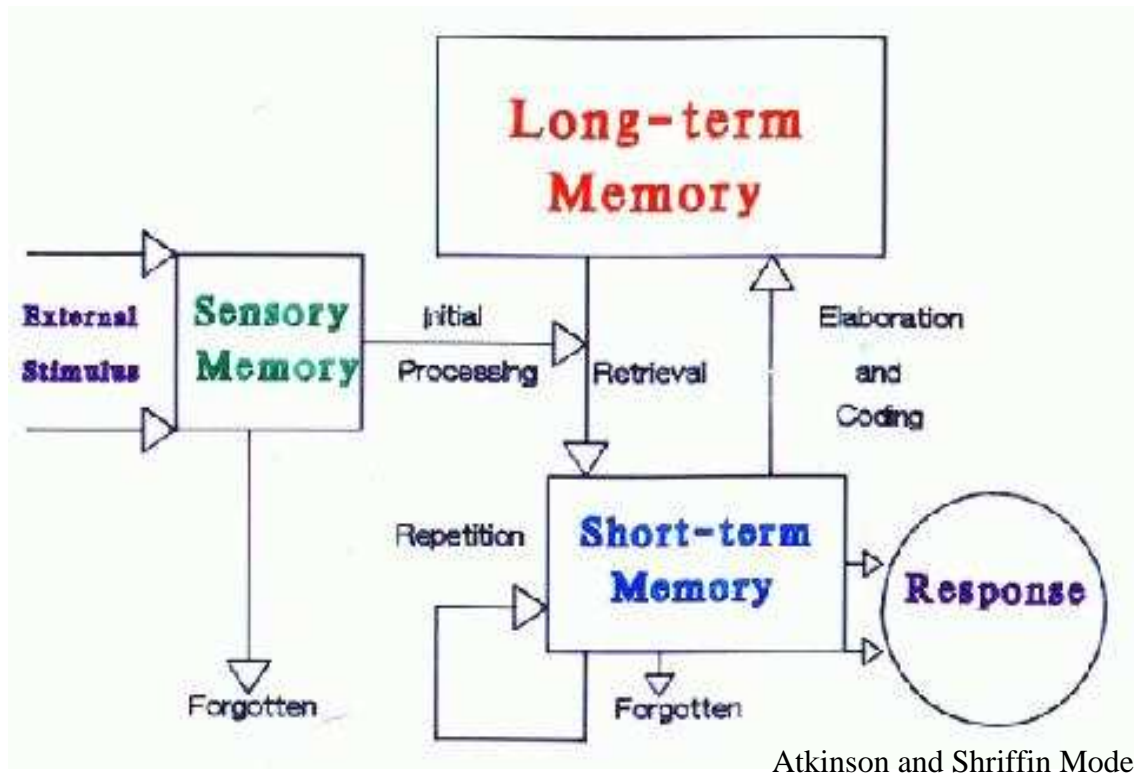 Long-term
Memory
External
Stimulus
Sensory
Memory
Initial
Processing
Retrieval
Elaboration
and
Coding
Repetition
Short-term
Memory
Response
Forgotten
Forgotten
Atkinson and Shriffin Mode